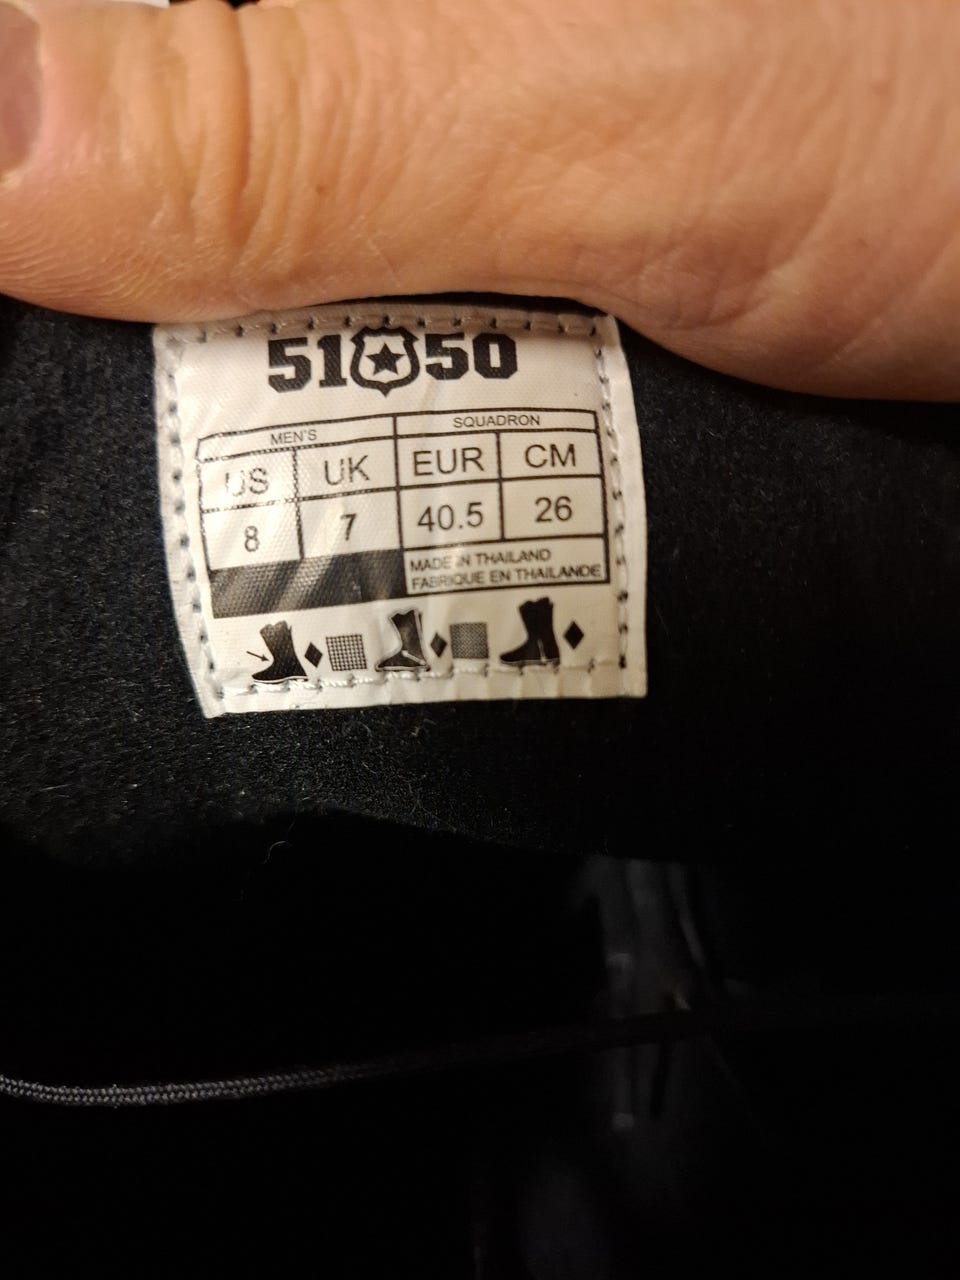 51 50
MEN'S SQUADRON
US UK EUR CM
8 7 40.5 26
MADE IN THAILAND
FABRIQUE EN THAILANDE